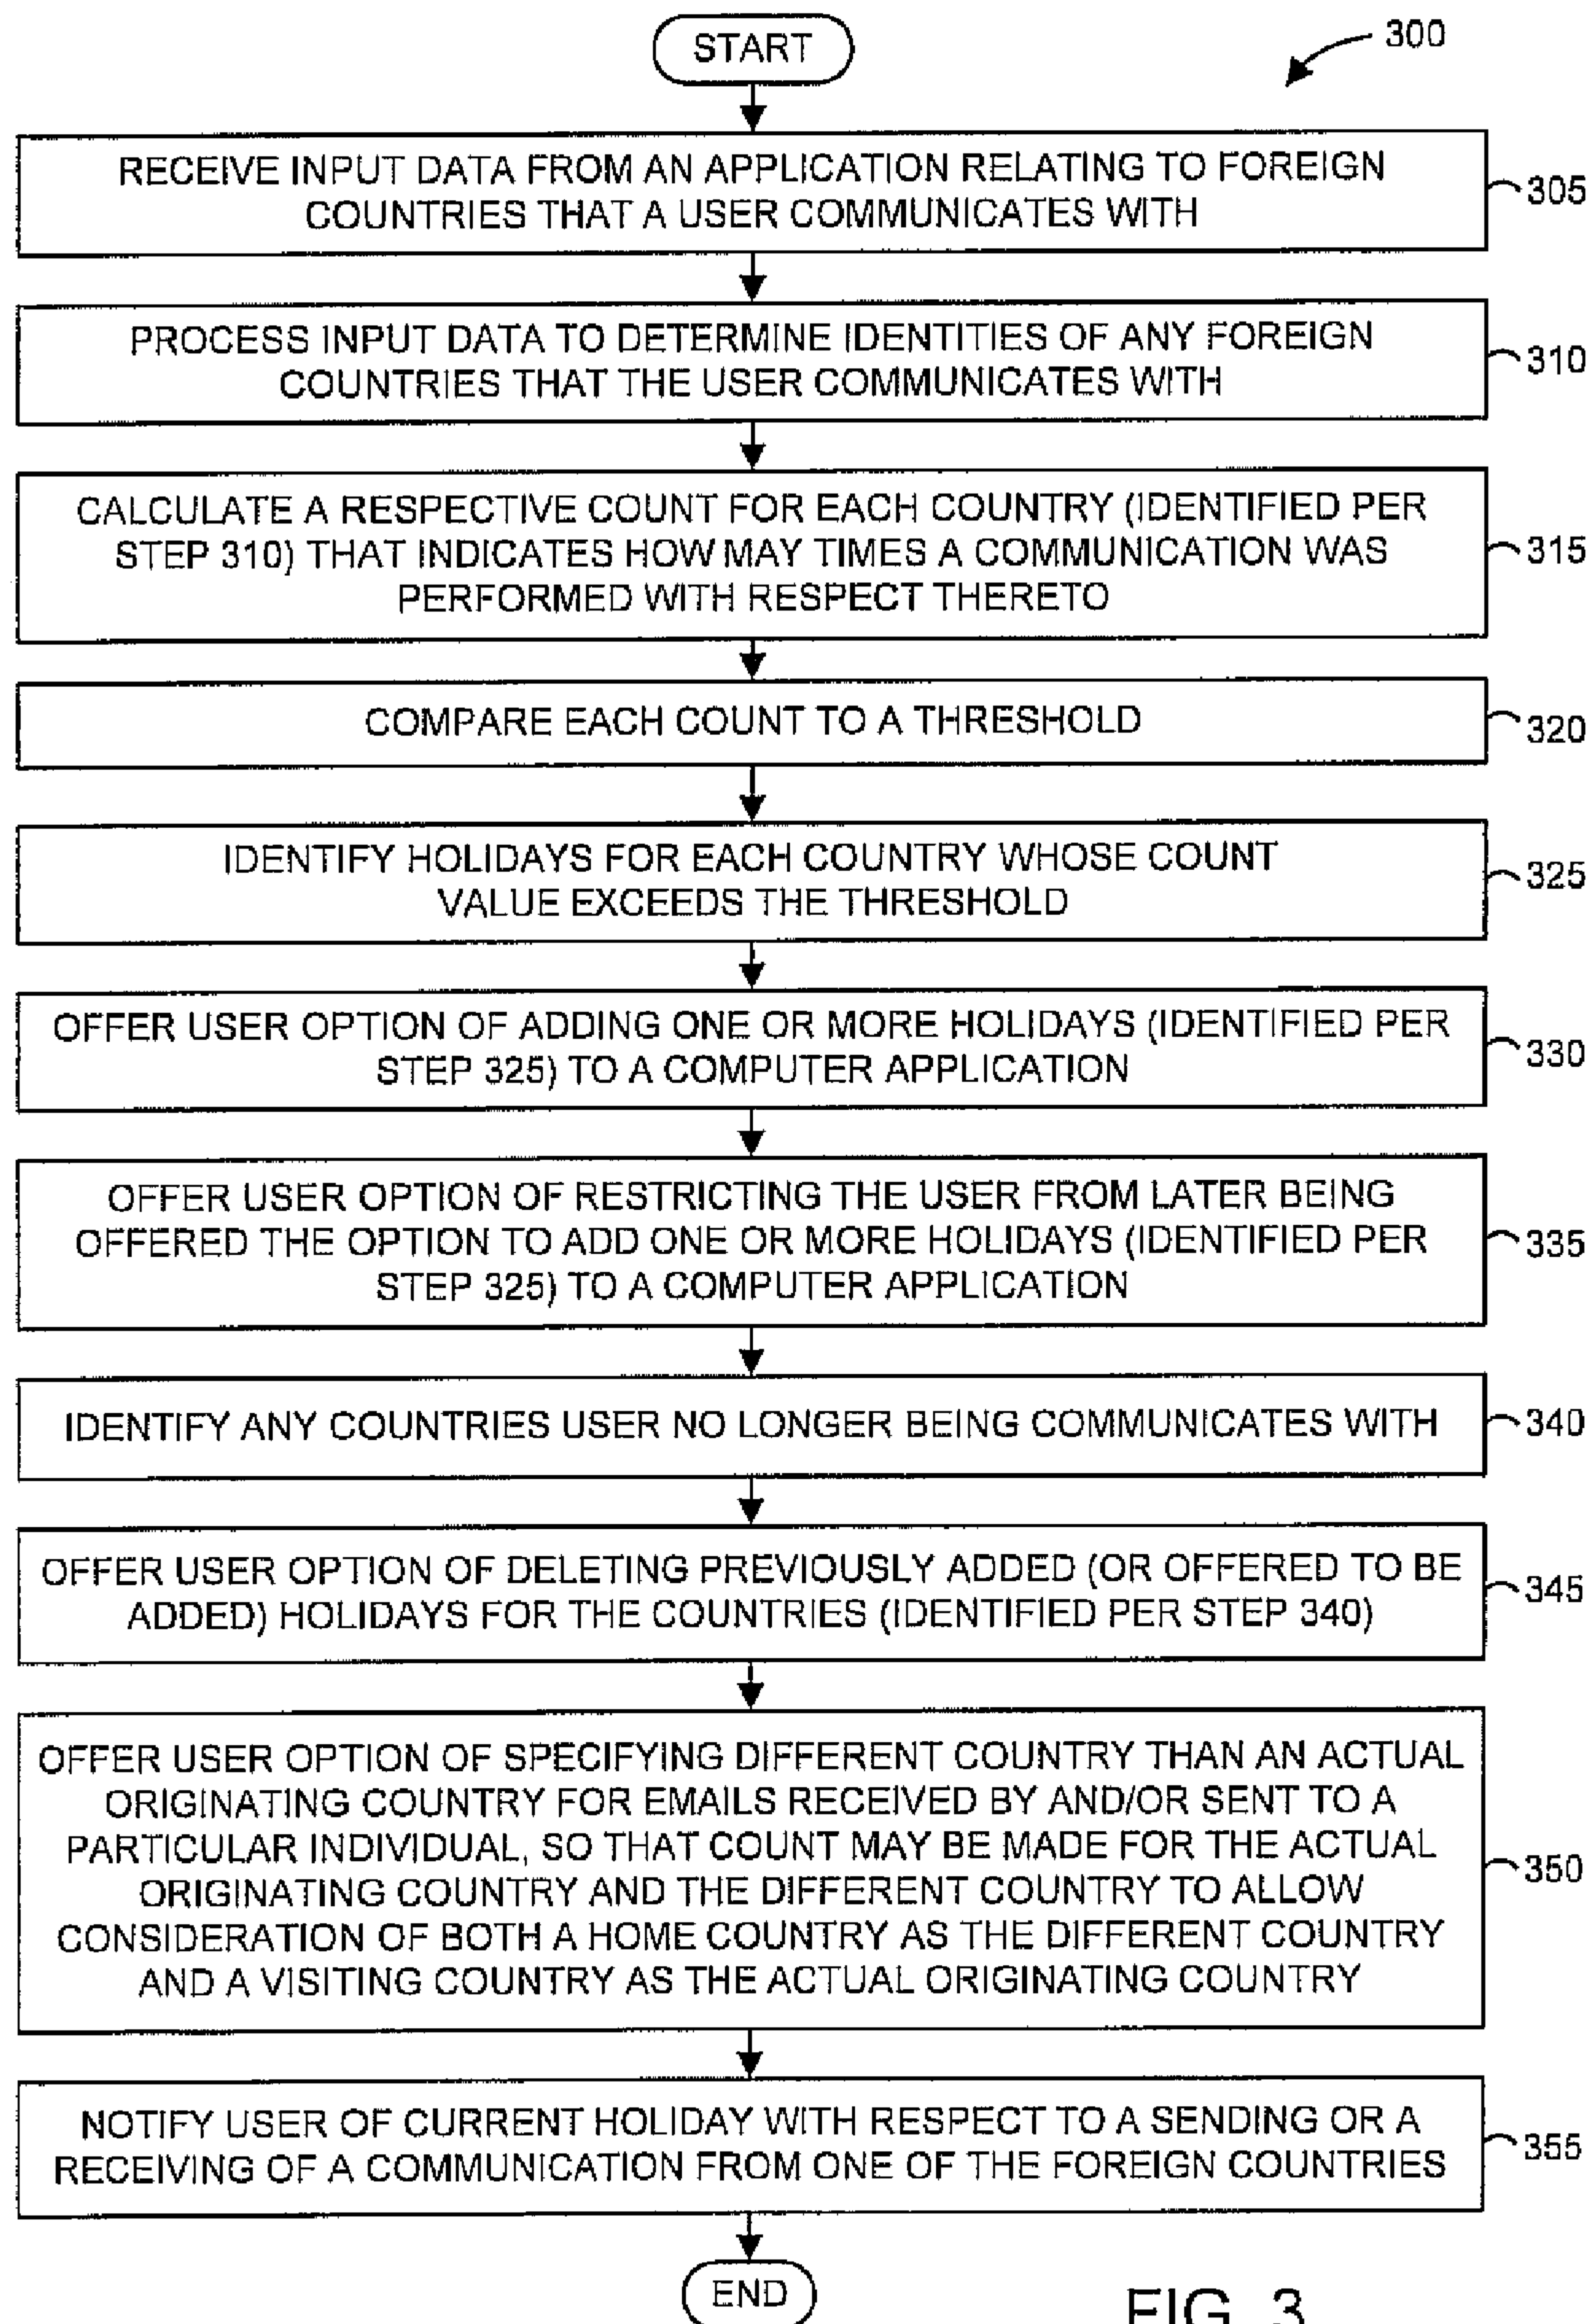 START
300
RECEIVE INPUT DATA FROM AN APPLICATION RELATING TO FOREIGN
COUNTRIES THAT A USER COMMUNICATES WITH
305
PROCESS INPUT DATA TO DETERMINE IDENTITIES OF ANY FOREIGN
COUNTRIES THAT THE USER COMMUNICATES WITH
310
CALCULATE A RESPECTIVE COUNT FOR EACH COUNTRY (IDENTIFIED PER
STEP 310) THAT INDICATES HOW MAY TIMES A COMMUNICATION WAS
PERFORMED WITH RESPECT THERETO
315
COMPARE EACH COUNT TO A THRESHOLD
320
IDENTIFY HOLIDAYS FOR EACH COUNTRY WHOSE COUNT
VALUE EXCEEDS THE THRESHOLD
325
OFFER USER OPTION OF ADDING ONE OR MORE HOLIDAYS (IDENTIFIED PER
STEP 325) TO A COMPUTER APPLICATION
330
OFFER USER OPTION OF RESTRICTING THE USER FROM LATER BEING
OFFERED THE OPTION TO ADD ONE OR MORE HOLIDAYS (IDENTIFIED PER
STEP 325) TO A COMPUTER APPLICATION
335
IDENTIFY ANY COUNTRIES USER NO LONGER BEING COMMUNICATES WITH
340
OFFER USER OPTION OF DELETING PREVIOUSLY ADDED (OR OFFERED TO BE
ADDED) HOLIDAYS FOR THE COUNTRIES (IDENTIFIED PER STEP 340)
345
OFFER USER OPTION OF SPECIFYING DIFFERENT COUNTRY THAN AN ACTUAL
ORIGINATING COUNTRY FOR EMAILS RECEIVED BY AND/OR SENT TO A
PARTICULAR INDIVIDUAL, SO THAT COUNT MAY BE MADE FOR THE ACTUAL
ORIGINATING COUNTRY AND THE DIFFERENT COUNTRY TO ALLOW
CONSIDERATION OF BOTH A HOME COUNTRY AS THE DIFFERENT COUNTRY
AND A VISITING COUNTRY AS THE ACTUAL ORIGINATING COUNTRY
350
NOTIFY USER OF CURRENT HOLIDAY WITH RESPECT TO A SENDING OR A
RECEIVING OF A COMMUNICATION FROM ONE OF THE FOREIGN COUNTRIES
355
END
FIG. 3